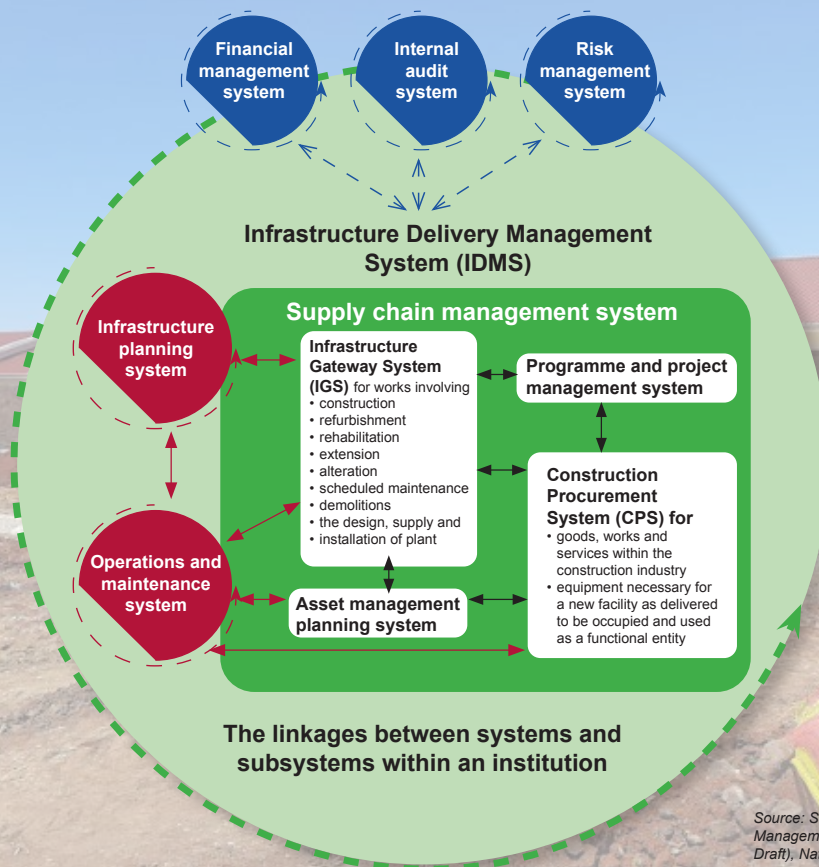 Financial
management
system
Internal
audit
system
Risk
management
system
Infrastructure Delivery Management
System (IDMS)
Infrastructure
planning
system
Operations and
maintenance
system
Supply chain management system
Infrastructure
Gateway System
(IGS) for works involving
• construction
• refurbishment
• rehabilitation
• extension
• alteration
• scheduled maintenance
• demolitions
• the design, supply and
• installation of plant
Programme and project
management system
Construction
Procurement
System (CPS) for
• goods, works and
services within the
construction industry
• equipment necessary for
a new facility as delivered
to be occupied and used
as a functional entity
Asset management
planning system
The linkages between systems and
subsystems within an institution
Source:
Draft),